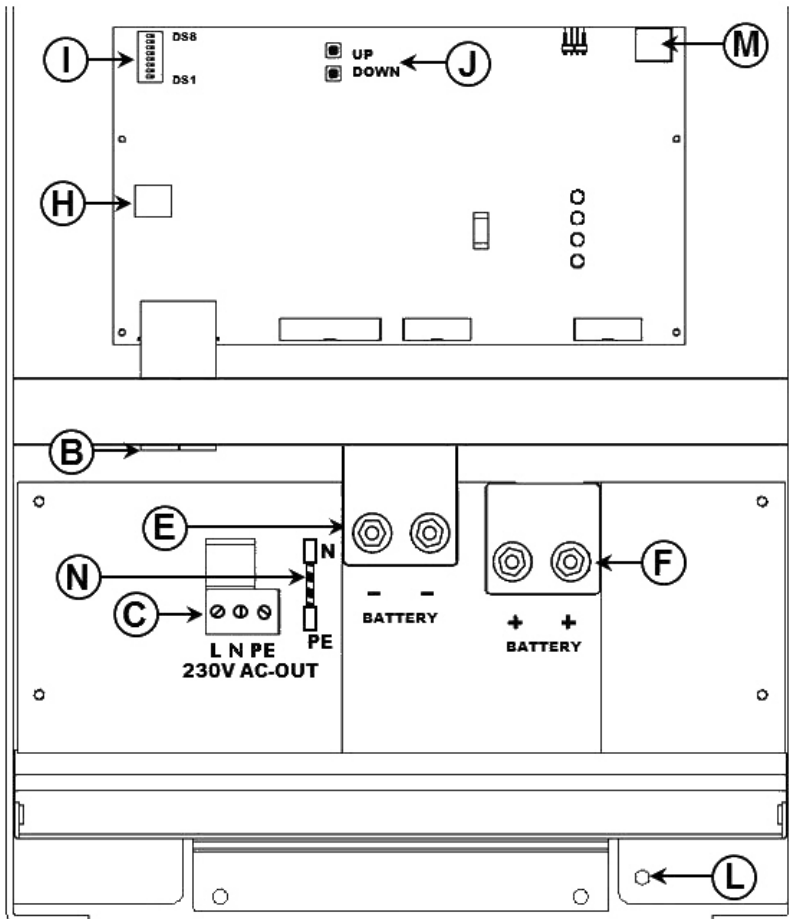 DS8
I
DS1
UP
DOWN
J
M
H
B
E
N
N
F
C
PE
- -
BATTERY
+ +
BATTERY
L N PE
230V AC-OUT
L